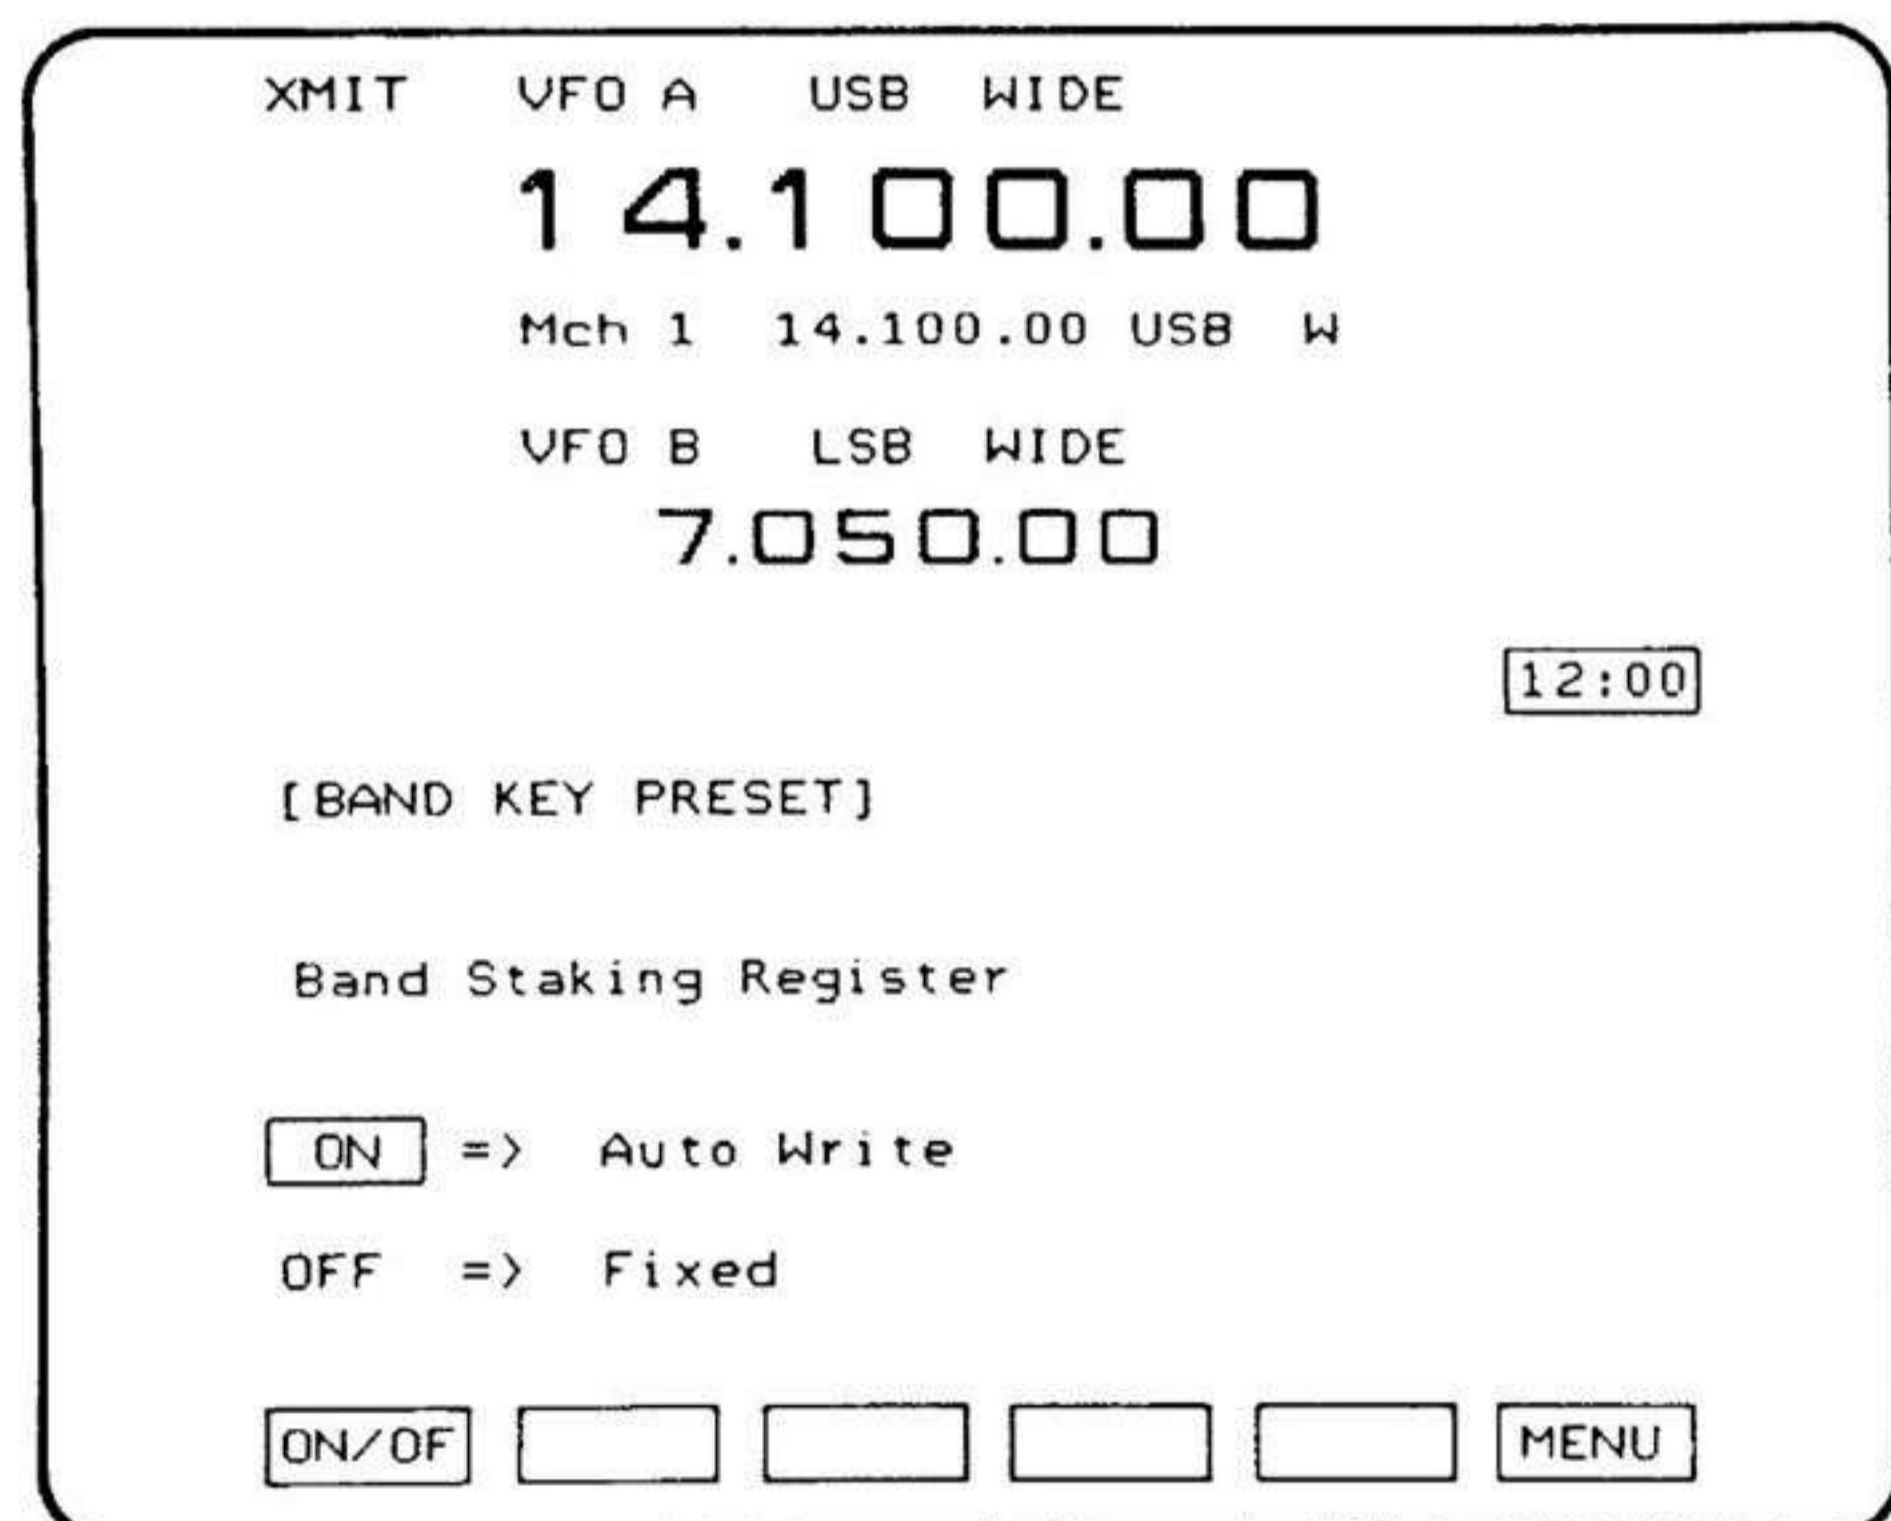 XMIT VFO A USB WIDE
14.100.00
Mch 1 14.100.00 USB W
VFO B LSB WIDE
7.050.00
12:00
[BAND KEY PRESET]
Band Staking Register
ON => Auto Write
OFF => Fixed
ON/OF MENU